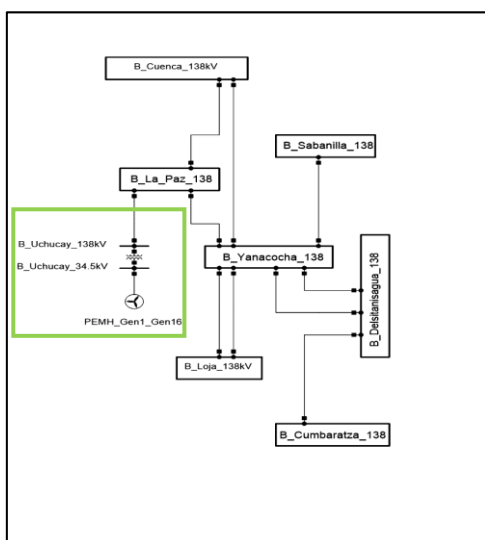 B_Cuenca_138kV
B_Sabanilla_138
B_La_Paz_138
B_Uchucay_138kV
B_Uchucay_34.5kV
B_Yanacocha_138
B_Delsitanisagua_138
PEMH_Gen1_Gen16
B_Loja_138kV
B_Cumbaratza_138